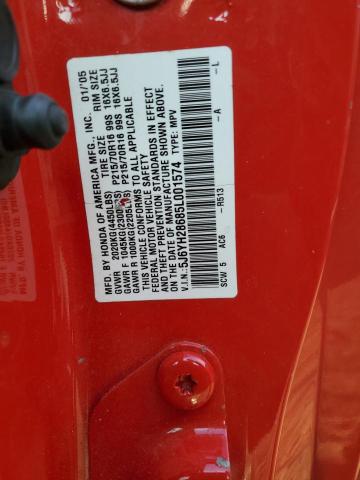 MFD. BY HONDA OF AMERICA MFG., INC. 01/'05
TIRE SIZE RIM SIZE
GVWR 2020KG(4450LBS)
GAWR F 1045KG(2300LBS) P215/70R16 99S 16X6.5JJ
GAWR R 1000KG(2205LBS) P215/70R16 99S 16X6.5JJ
THIS VEHICLE CONFORMS TO ALL APPLICABLE
FEDERAL MOTOR VEHICLE SAFETY
AND THEFT PREVENTION STANDARDS IN EFFECT
ON THE DATE OF MANUFACTURE SHOWN ABOVE.
V.I.N: 5J6YH28685L001574 TYPE: MPV
SCW 5 AC6 -R513 -A -L